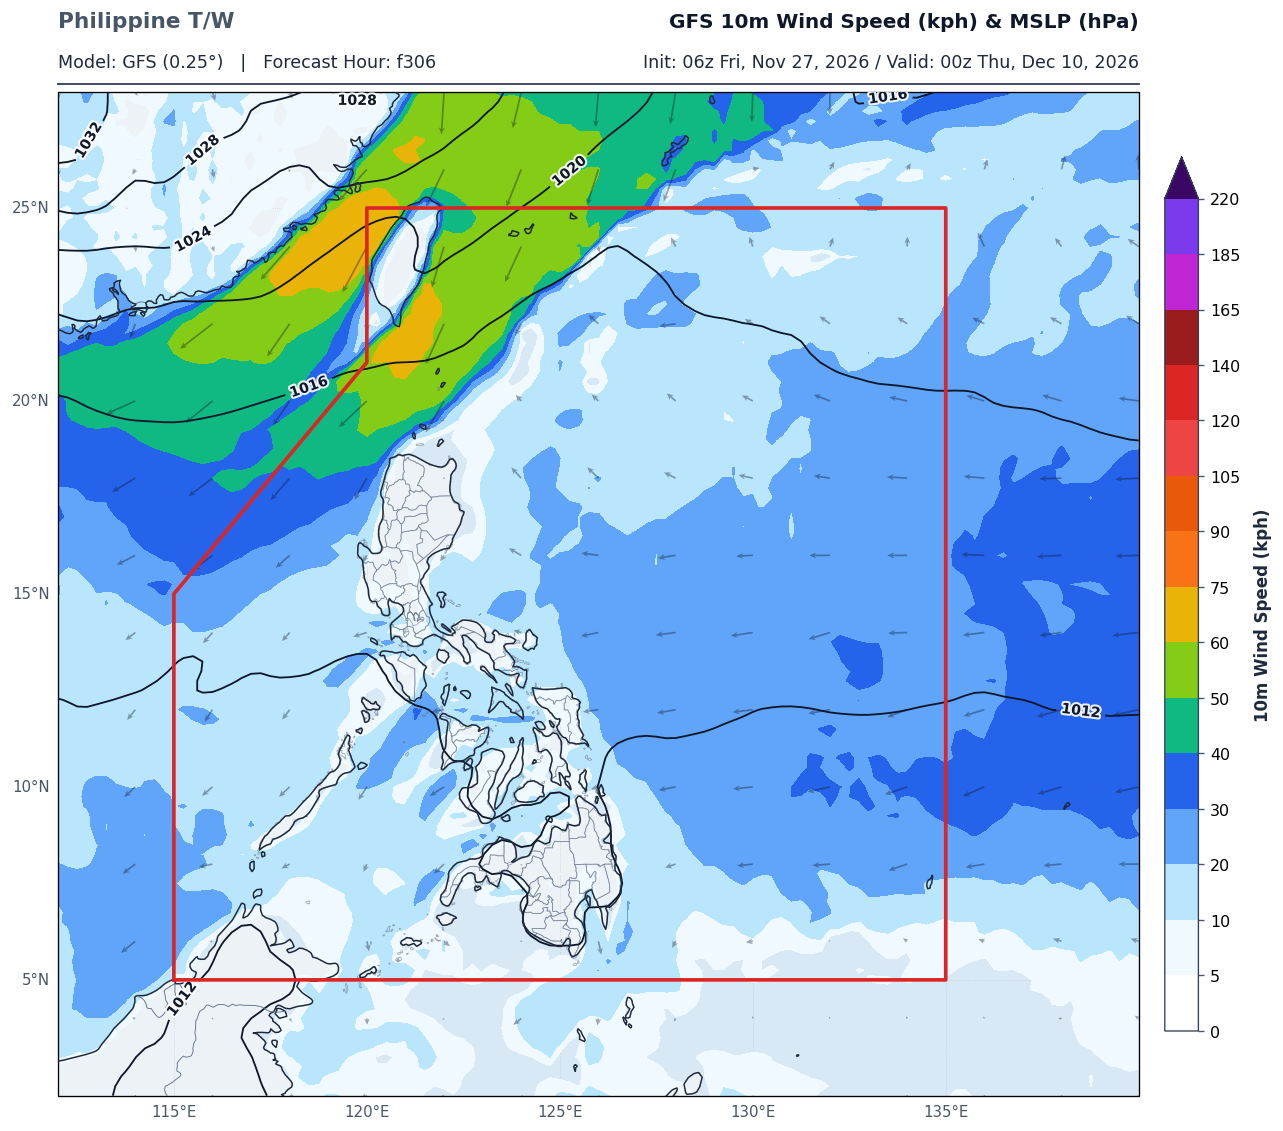 Philippine T/W
GFS 10m Wind Speed (kph) & MSLP (hPa)
Model: GFS (0.25°) | Forecast Hour: f306
Init: 06z Fri, Nov 27, 2026 / Valid: 00z Thu, Dec 10, 2026
1028
1016
1032
1028
1020
1024
1016
1012
1012
25°N
20°N
15°N
10°N
5°N
115°E
120°E
125°E
130°E
135°E
220
185
165
140
120
105
90
75
60
50
40
30
20
10
5
0
10m Wind Speed (kph)